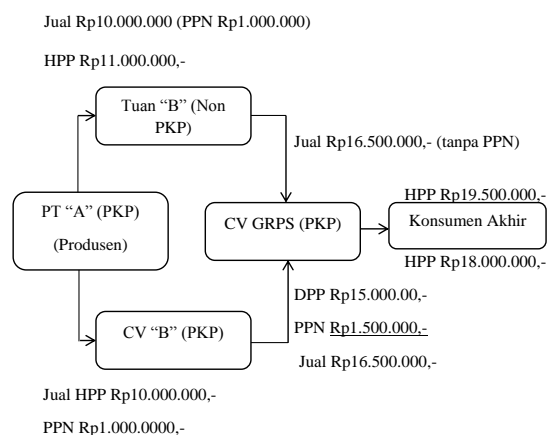 Jual Rp10.000.000 (PPN Rp1.000.000)
HPP Rp11.000.000,-
Tuan “B” (Non
PKP)
Jual Rp16.500.000,- (tanpa PPN)
PT “A” (PKP)
(Produsen)
CV GRPS (PKP)
HPP Rp19.500.000,-
Konsumen Akhir
HPP Rp18.000.000,-
DPP Rp15.000.00,-
PPN Rp1.500.000,-
Jual Rp16.500.000,-
CV “B” (PKP)
Jual HPP Rp10.000.000,-
PPN Rp1.000.0000,-